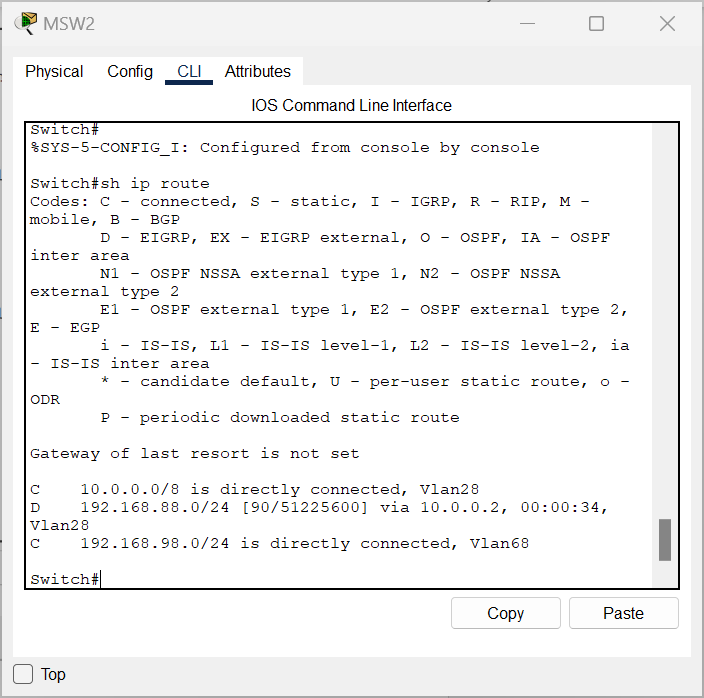 MSW2
Physical Config CLI Attributes
IOS Command Line Interface
Switch#
%SYS-5-CONFIG_I: Configured from console by console
Switch#sh ip route
Codes: C - connected, S - static, I - IGRP, R - RIP, M -
mobile, B - BGP
D - EIGRP, EX - EIGRP external, O - OSPF, IA - OSPF
inter area
N1 - OSPF NSSA external type 1, N2 - OSPF NSSA
external type 2
E1 - OSPF external type 1, E2 - OSPF external type 2,
E - EGP
i - IS-IS, L1 - IS-IS level-1, L2 - IS-IS level-2, ia
- IS-IS inter area
* - candidate default, U - per-user static route, o -
ODR
P - periodic downloaded static route
Gateway of last resort is not set
C 10.0.0.0/8 is directly connected, Vlan28
D 192.168.88.0/24 [90/51225600] via 10.0.0.2, 00:00:34,
Vlan28
C 192.168.98.0/24 is directly connected, Vlan68
Switch#
Copy Paste
Top